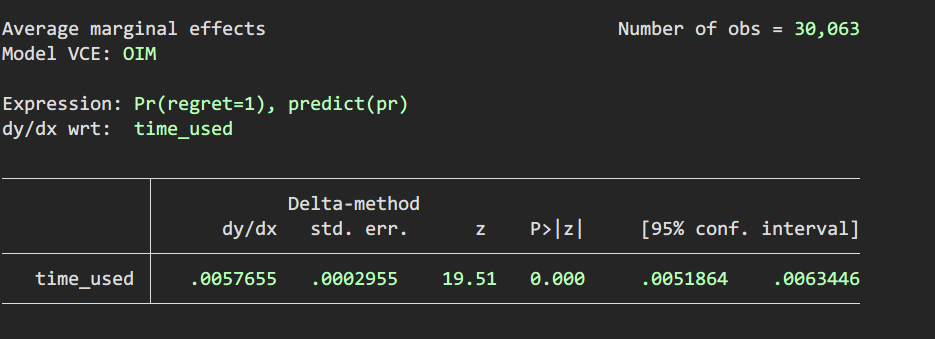 Average marginal effects Number of obs = 30,063
Model VCE: OIM
Expression: Pr(regret=1), predict(pr)
dy/dx wrt: time_used
Delta-method
dy/dx std. err. z P>|z| [95% conf. interval]
time_used .0057655 .0002955 19.51 0.000 .0051864 .0063446